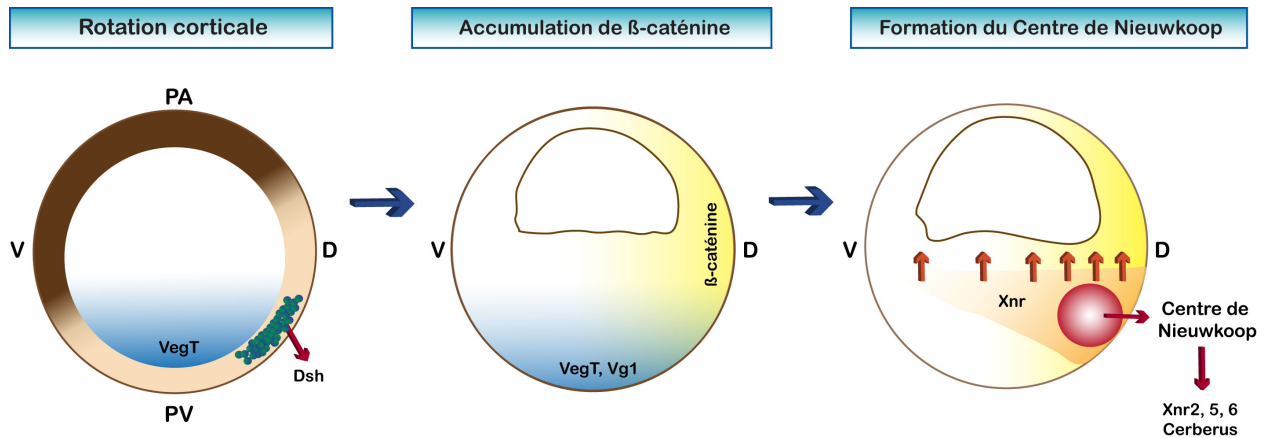 Rotation corticale
Accumulation de ß-caténine
Formation du Centre de Nieuwkoop
PA
V
D
VegT
Dsh
PV
V
D
ß-caténine
VegT, Vg1
V
D
Xnr
Centre de
Nieuwkoop
Xnr2, 5, 6
Cerberus